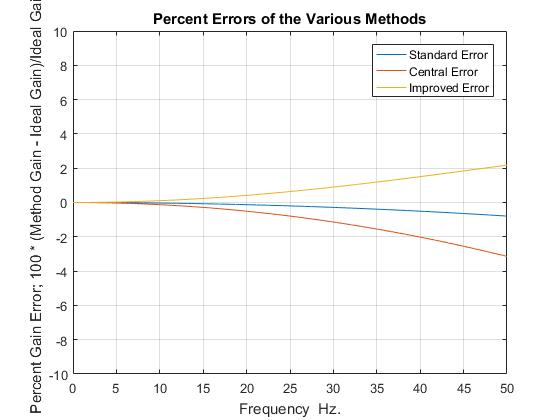 Percent Errors of the Various Methods
Percent Gain Error; 100 * (Method Gain - Ideal Gain)/Ideal
10
8
6
4
2
0
-2
-4
-6
-8
-10
Standard Error
Central Error
Improved Error
0 5 10 15 20 25 30 35 40 45 50
Frequency Hz.